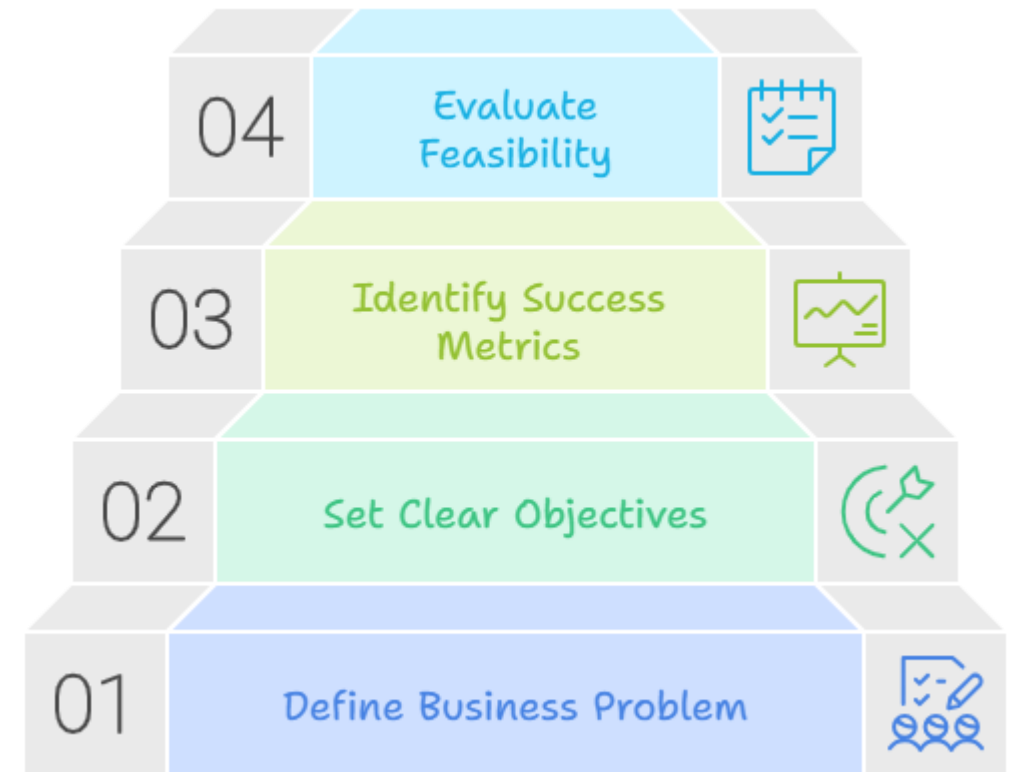 04
Evaluate
Feasibility
03
Identify Success
Metrics
02
Set Clear Objectives
01
Define Business Problem